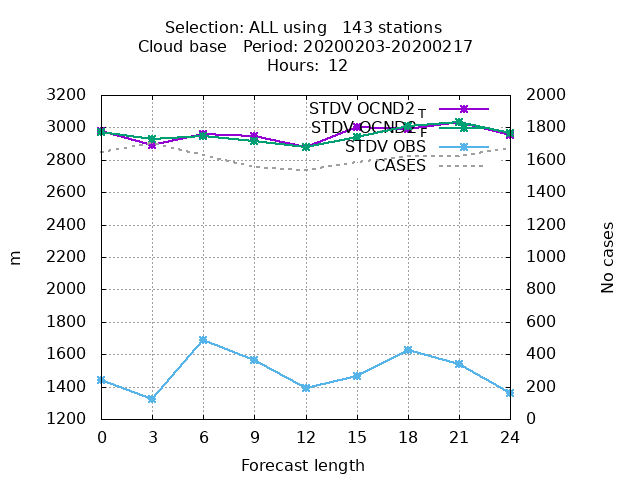 Selection: ALL using   143 stations
Cloud base   Period: 20200203-20200217
Hours: 12
3200
3000
2800
2600
2400
2200
2000
1800
1600
1400
1200
2000
1800
1600
1400
1200
1000
800
600
400
200
0
STDV OCND2_T
STDV OCND2_F
STDV OBS
CASES
m
No cases
0 3 6 9 12 15 18 21 24
Forecast length